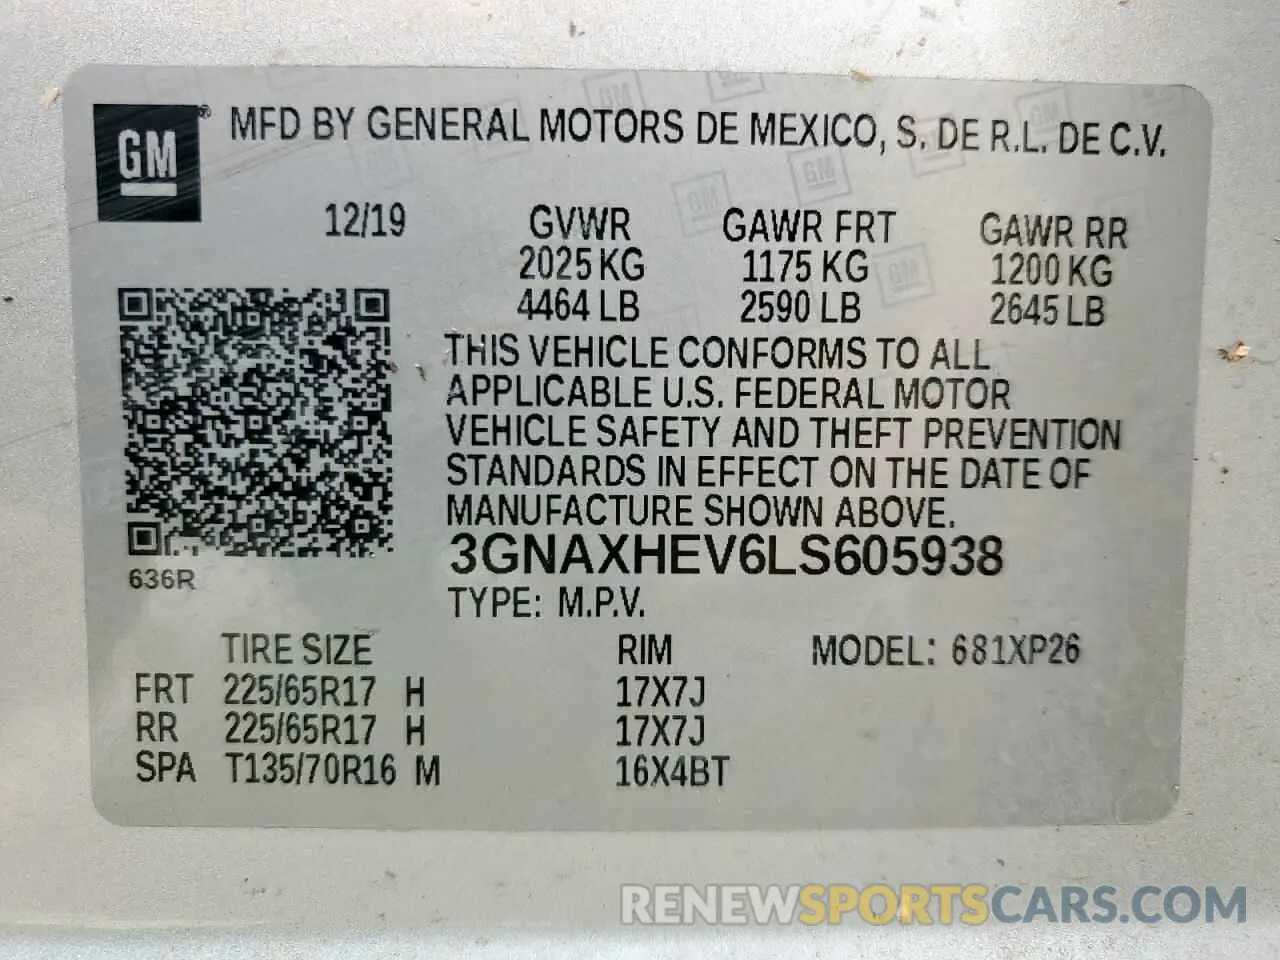 GM ® MFD BY GENERAL MOTORS DE MEXICO, S. DE R.L. DE C.V.
12/19 GVWR GAWR FRT GAWR RR
2025 KG 1175 KG 1200 KG
4464 LB 2590 LB 2645 LB
THIS VEHICLE CONFORMS TO ALL
APPLICABLE U.S. FEDERAL MOTOR
VEHICLE SAFETY AND THEFT PREVENTION
STANDARDS IN EFFECT ON THE DATE OF
MANUFACTURE SHOWN ABOVE.
3GNAXHEV6LS605938
636R
TYPE: M.P.V.
TIRE SIZE RIM MODEL: 681XP26
FRT 225/65R17 H 17X7J
RR 225/65R17 H 17X7J
SPA T135/70R16 M 16X4BT
RENEWSPORTSCARS.COM